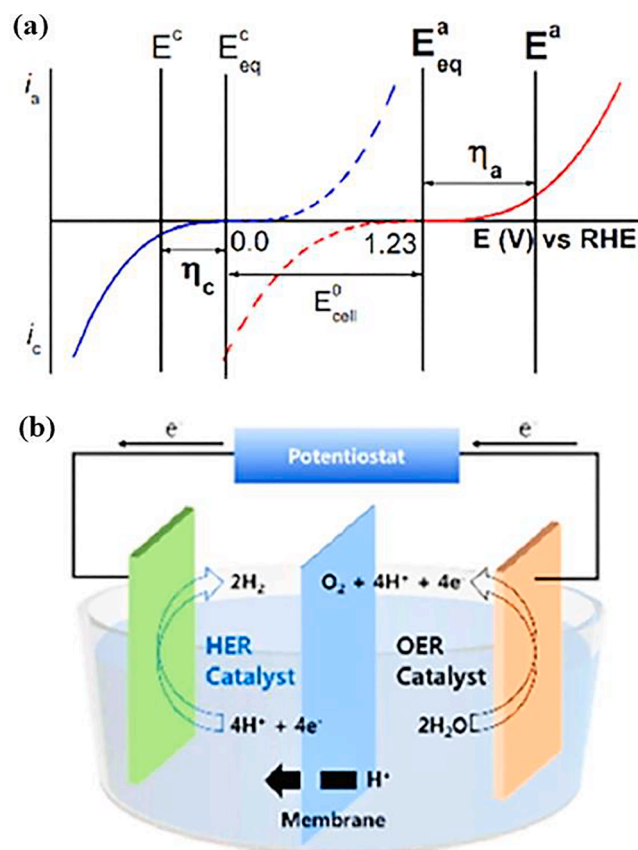 (a)
E^c E^c_eq E^a_eq E^a
i_a
η_a
0.0 1.23 E (V) vs RHE
η_c
E^0_cell
i_c
(b)
e^- e^-
Potentiostat
2H₂ O₂ + 4H⁺ + 4e^-
HER OER
Catalyst Catalyst
4H⁺ + 4e^- 2H₂O
H⁺
Membrane